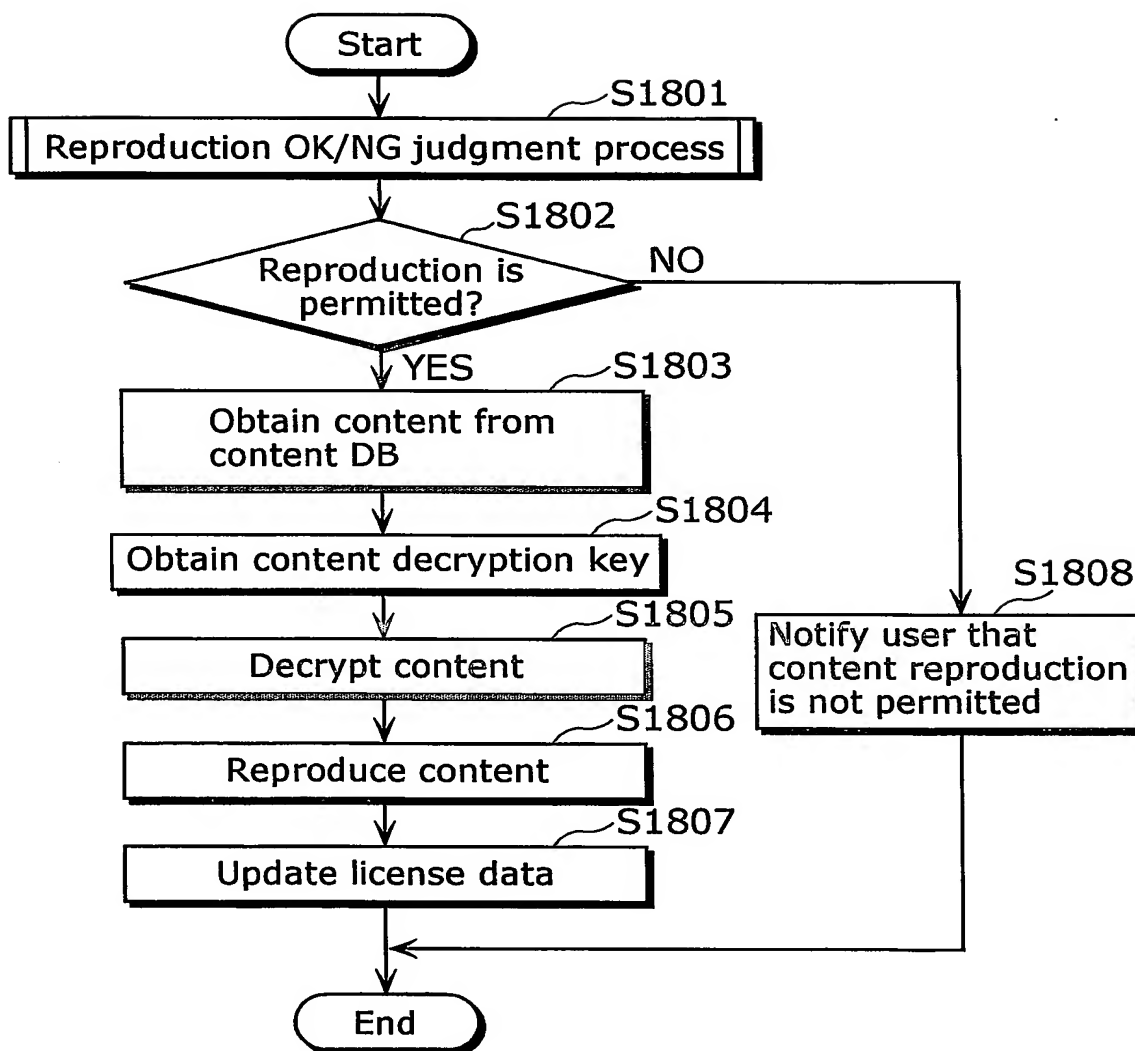 Start
S1801
Reproduction OK/NG judgment process
S1802
Reproduction is
permitted?
NO
YES
S1803
Obtain content from
content DB
S1804
Obtain content decryption key
S1805
Decrypt content
S1808
Notify user that
content reproduction
is not permitted
S1806
Reproduce content
S1807
Update license data
End